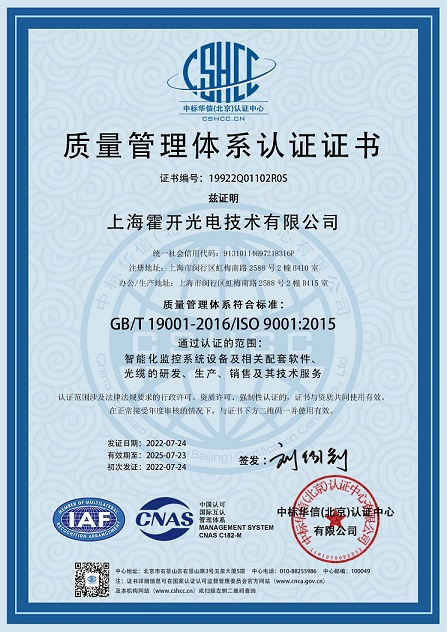 CSHCC
中标华信(北京)认证中心
CSHCC.CN
质量管理体系认证证书
证书编号：19922Q01102R0S
兹证明
上海霍开光电技术有限公司
统一社会信用代码：91310114697218316P
注册地址：上海市闵行区虹梅南路 2588 号 2 幢 B410 室
办公/生产地址：上海市闵行区虹梅南路 2588 号 2 幢 B415 室
质量管理体系符合标准：
GB/T 19001-2016/ISO 9001:2015
通过认证的范围：
智能化监控系统设备及相关配套软件、
光缆的研发、生产、销售及其技术服务
认证范围涉及法律法规要求的行政许可、资质许可、强制性认证的，证书与资质共同使用有效。
在正常接受年度审核的情况下，与证书下方二维码一并使用有效。
发证日期：2022-07-24
有效期至：2025-07-23
初次发证：2022-07-24
签发：
MEMBER OF MULTILATERAL
IAF
RECOGNITION ARRANGEMENT
CNAS
中国认可
国际互认
管理体系
MANAGEMENT SYSTEM
CNAS C182-M
中标华信(北京)认证中心
有限公司
中心地址：北京市石景山区石景山路3号玉泉大厦5层 中心电话：010-88255986 中心邮编：100049
注：证书详细信息可在国家认证认可监督管理委员会官方网站（www.cnca.gov.cn）
及本机构网站（www.cshcc.cn）或扫描左侧二维码查询